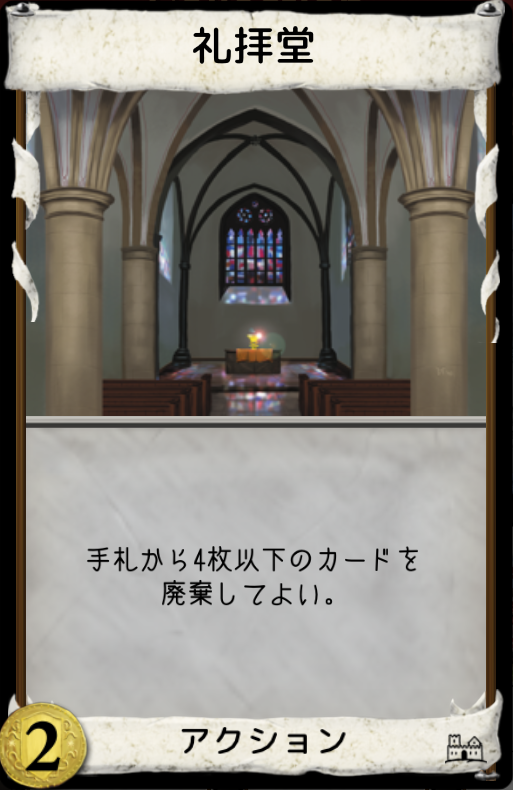 礼拝堂
手札から4枚以下のカードを
廃棄してよい。
2
アクション